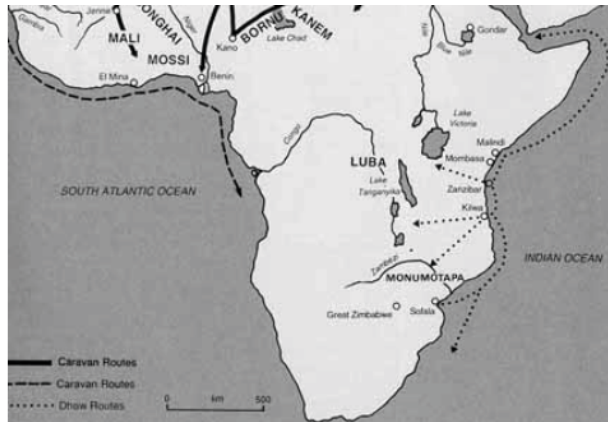 Jenne
Gambia
SONGHAI
Niger
MALI
MOSSI
BORNU
KANEM
Kano
Lake Chad
Nile
Gondar
Blue Nile
El Mina
Benin
Congo
Lake
Victoria
Malindi
Mombasa
LUBA
Lake
Tanganyika
Zanzibar
SOUTH ATLANTIC OCEAN
Kilwa
INDIAN OCEAN
Zambezi
MONUMOTAPA
Great Zimbabwe
Sofala
Caravan Routes
Caravan Routes
Dhow Routes
0 km 500